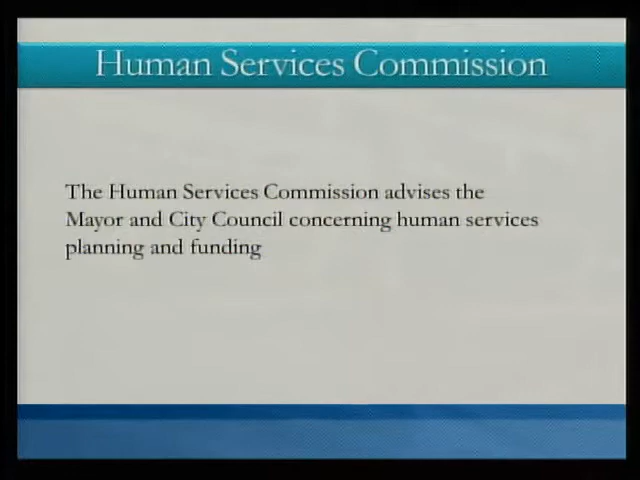 Human Services Commission
The Human Services Commission advises the
Mayor and City Council concerning human services
planning and funding